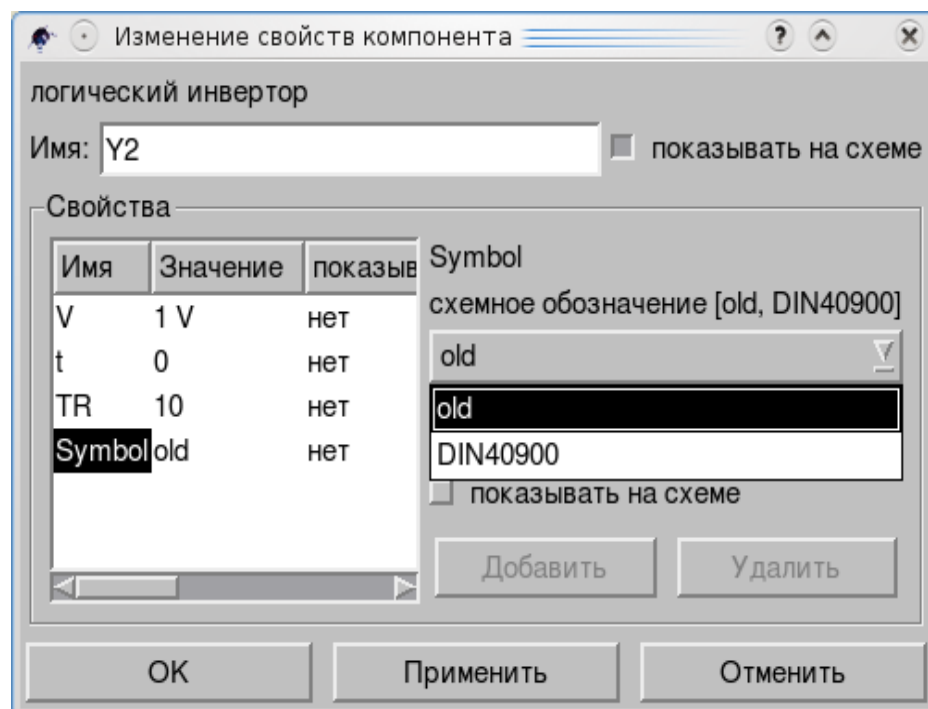 Изменение свойств компонента
логический инвертор
Имя: Y2 показывать на схеме
Свойства
Имя Значение показыв
V 1 V нет
t 0 нет
TR 10 нет
Symbol old нет
Symbol
схемное обозначение [old, DIN40900]
old
old
DIN40900
показывать на схеме
Добавить Удалить
OK Применить Отменить